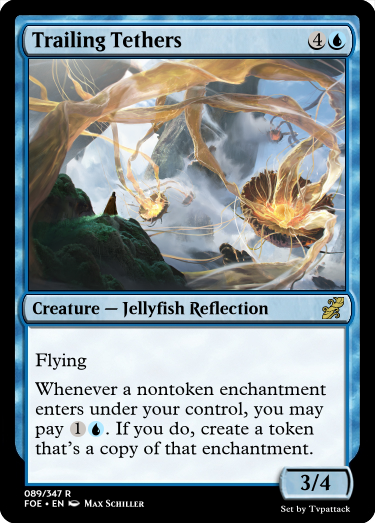 Trailing Tethers 4
Creature — Jellyfish Reflection
Flying
Whenever a nontoken enchantment
enters under your control, you may
pay 1. If you do, create a token
that's a copy of that enchantment.
3/4
089/347 R
FOE • EN Max Schiller
Set by Tvpattack